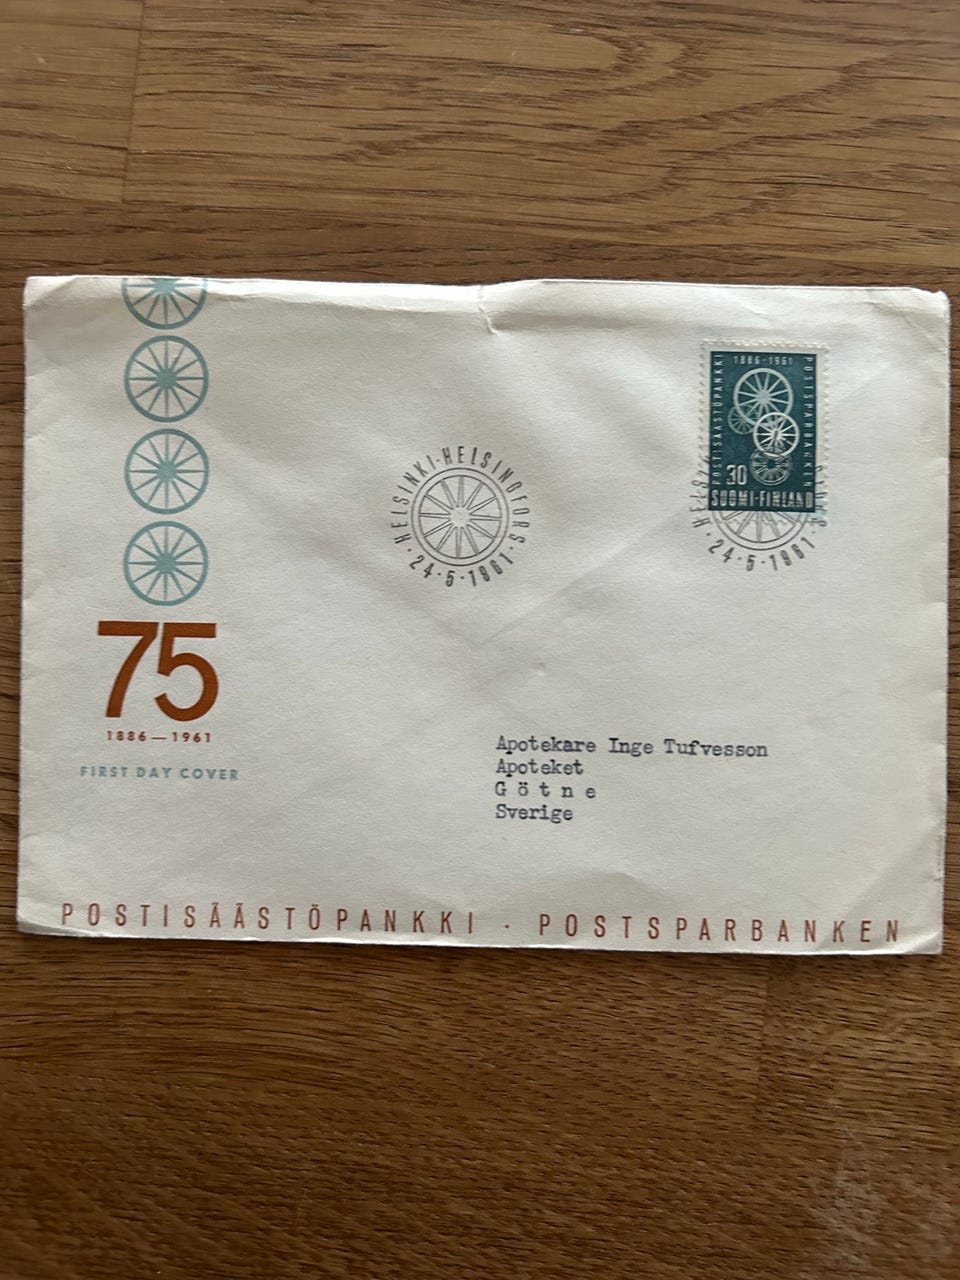 1886-1961
POSTISÄÄSTÖPANKKI
POSTSPARBANKEN
30
SUOMI-FINLAND
HELSINKI·HELSINGFORS
·24·5·1961·
·24·5·1961·
75
1886—1961
FIRST DAY COVER
Apotekare Inge Tufvesson
Apoteket
G ö t n e
Sverige
POSTISÄÄSTÖPANKKI · POSTSPARBANKEN